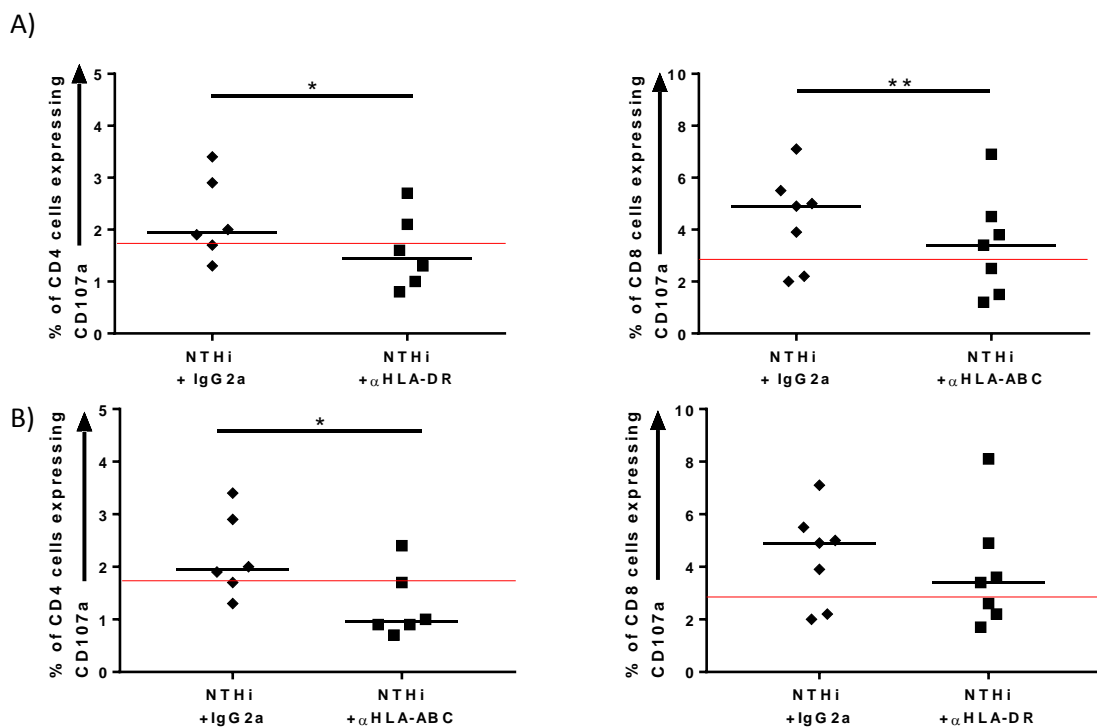 A)
% of CD4 cells expressing
CD107a
5
4
3
2
1
0
*
NTHi
+ IgG2a
NTHi
+αHLA-DR
% of CD8 cells expressing
CD107a
10
8
6
4
2
0
**
NTHi
+ IgG2a
NTHi
+αHLA-ABC
B)
% of CD4 cells expressing
CD107a
5
4
3
2
1
0
*
NTHi
+IgG2a
NTHi
+αHLA-ABC
% of CD8 cells expressing
CD107a
10
8
6
4
2
0
NTHi
+IgG2a
NTHi
+αHLA-DR